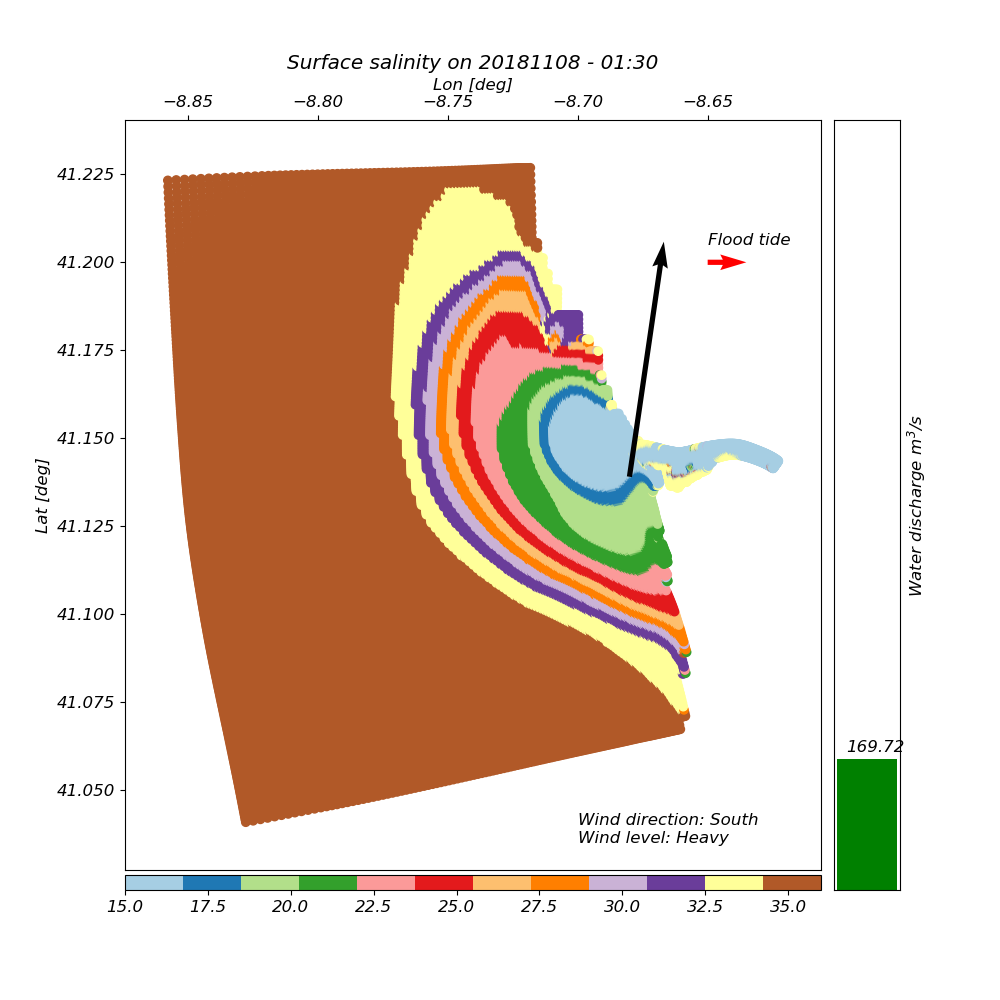 Surface salinity on 20181108 - 01:30
Lon [deg]
−8.85 −8.80 −8.75 −8.70 −8.65
41.225
41.200
41.175
41.150
41.125
41.100
41.075
41.050
Lat [deg]
Flood tide
Wind direction: South
Wind level: Heavy
15.0 17.5 20.0 22.5 25.0 27.5 30.0 32.5 35.0
169.72
Water discharge m³/s